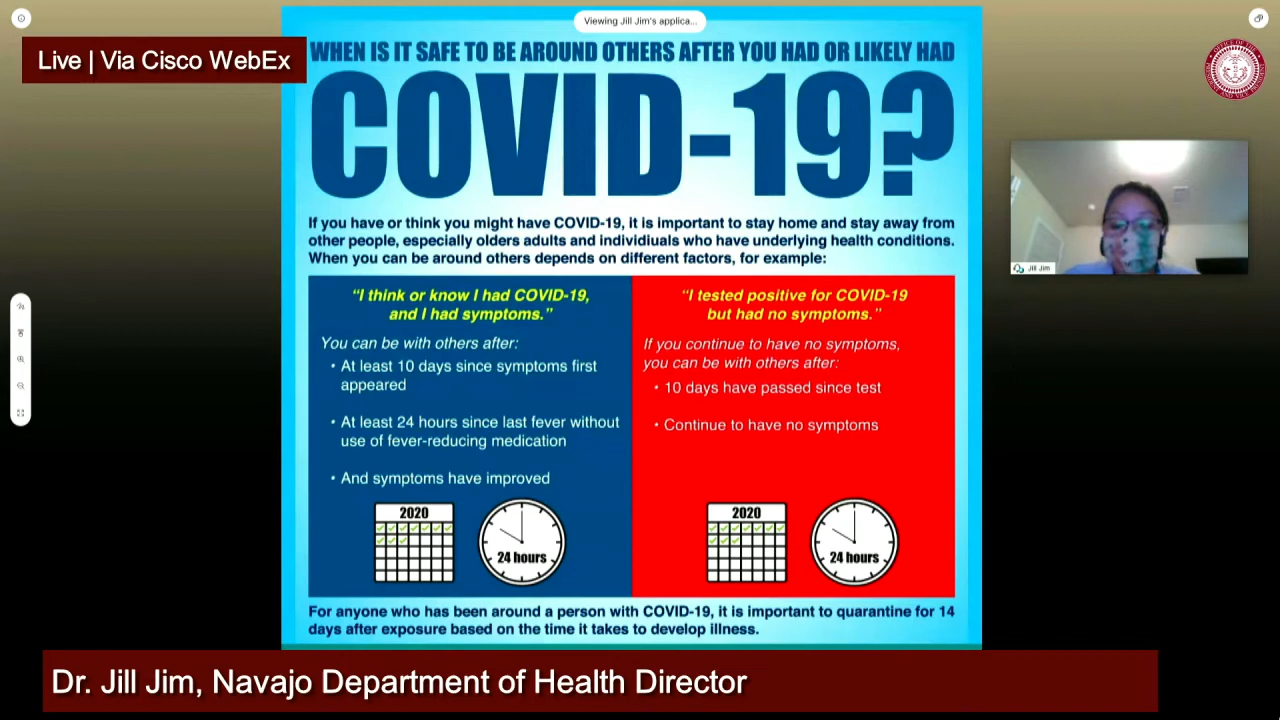 Viewing Jill Jim's applica...
Live | Via Cisco WebEx
WHEN IS IT SAFE TO BE AROUND OTHERS AFTER YOU HAD OR LIKELY HAD
COVID-19?
If you have or think you might have COVID-19, it is important to stay home and stay away from
other people, especially olders adults and individiuals who have underlying health conditions.
When you can be around others depends on different factors, for example:
“I think or know I had COVID-19,
and I had symptoms.”
You can be with others after:
• At least 10 days since symptoms first
appeared
• At least 24 hours since last fever without
use of fever-reducing medication
• And symptoms have improved
2020
24 hours
“I tested positive for COVID-19
but had no symptoms.”
If you continue to have no symptoms,
you can be with others after:
• 10 days have passed since test
• Continue to have no symptoms
2020
24 hours
For anyone who has been around a person with COVID-19, it is important to quarantine for 14
days after exposure based on the time it takes to develop illness.
Jill Jim
Dr. Jill Jim, Navajo Department of Health Director